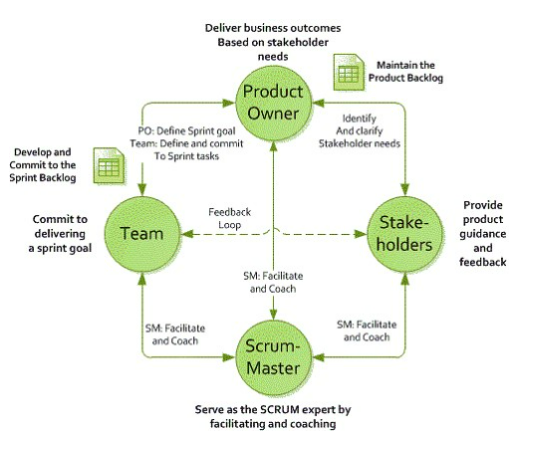 Deliver business outcomes
Based on stakeholder
needs
Maintain the
Product Backlog
Product
Owner
PO: Define Sprint goal
Team: Define and commit
To Sprint tasks
Identify
And clarify
Stakeholder needs
Develop and
Commit to the
Sprint Backlog
Commit to
delivering
a sprint goal
Team
Feedback
Loop
Stake-
holders
Provide
product
guidance
and
feedback
SM: Facilitate
and Coach
SM: Facilitate
and Coach
SM: Facilitate
and Coach
Scrum-
Master
Serve as the SCRUM expert by
facilitating and coaching